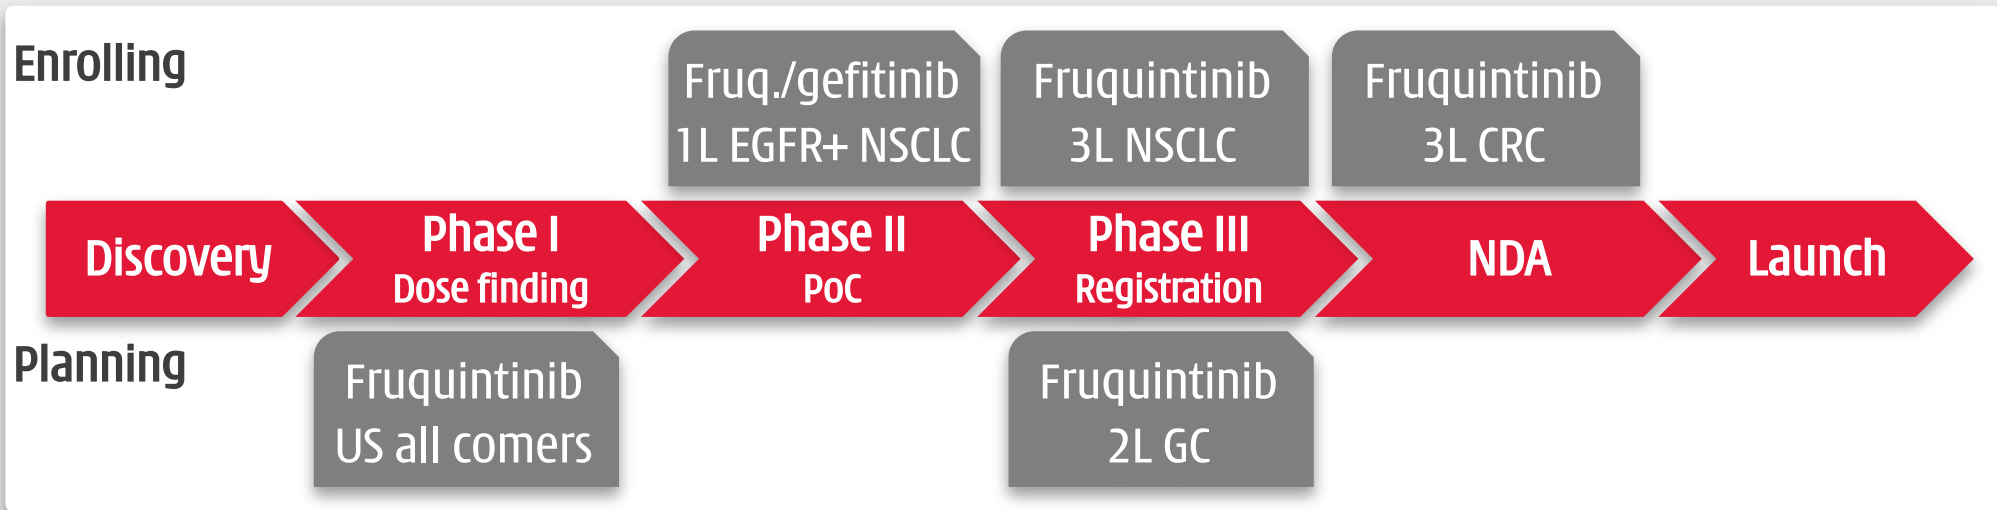 Enrolling
Fruq./gefitinib
1L EGFR+ NSCLC
Fruquintinib
3L NSCLC
Fruquintinib
3L CRC
Discovery
Phase I
Dose finding
Phase II
PoC
Phase III
Registration
NDA
Launch
Planning
Fruquintinib
US all comers
Fruquintinib
2L GC